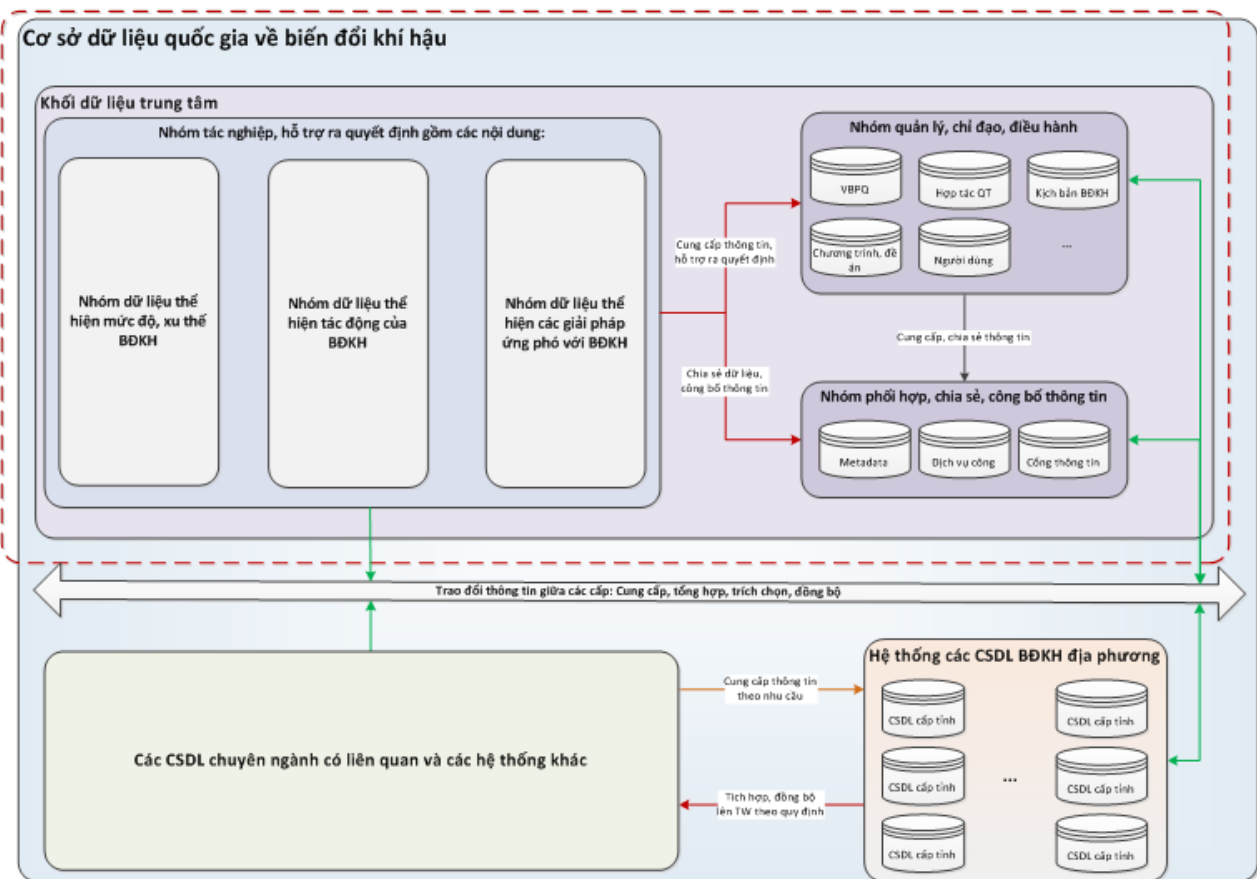 Cơ sở dữ liệu quốc gia về biến đổi khí hậu
Khối dữ liệu trung tâm
Nhóm tác nghiệp, hỗ trợ ra quyết định gồm các nội dung:
Nhóm dữ liệu thể
hiện mức độ, xu thế
BĐKH
Nhóm dữ liệu thể
hiện tác động của
BĐKH
Nhóm dữ liệu thể
hiện các giải pháp
ứng phó với BĐKH
Cung cấp thông tin,
hỗ trợ ra quyết định
Chia sẻ dữ liệu,
công bố thông tin
Nhóm quản lý, chỉ đạo, điều hành
VBPQ
Hợp tác QT
Kịch bản BĐKH
Chương trình, đề
án
Người dùng
...
Cung cấp, chia sẻ thông tin
Nhóm phối hợp, chia sẻ, công bố thông tin
Metadata
Dịch vụ công
Cổng thông tin
Trao đổi thông tin giữa các cấp: Cung cấp, tổng hợp, trích chọn, đồng bộ
Các CSDL chuyên ngành có liên quan và các hệ thống khác
Cung cấp thông tin
theo nhu cầu
Tích hợp, đồng bộ
lên TW theo quy định
Hệ thống các CSDL BĐKH địa phương
CSDL cấp tỉnh
CSDL cấp tỉnh
CSDL cấp tỉnh
...
CSDL cấp tỉnh
CSDL cấp tỉnh
CSDL cấp tỉnh